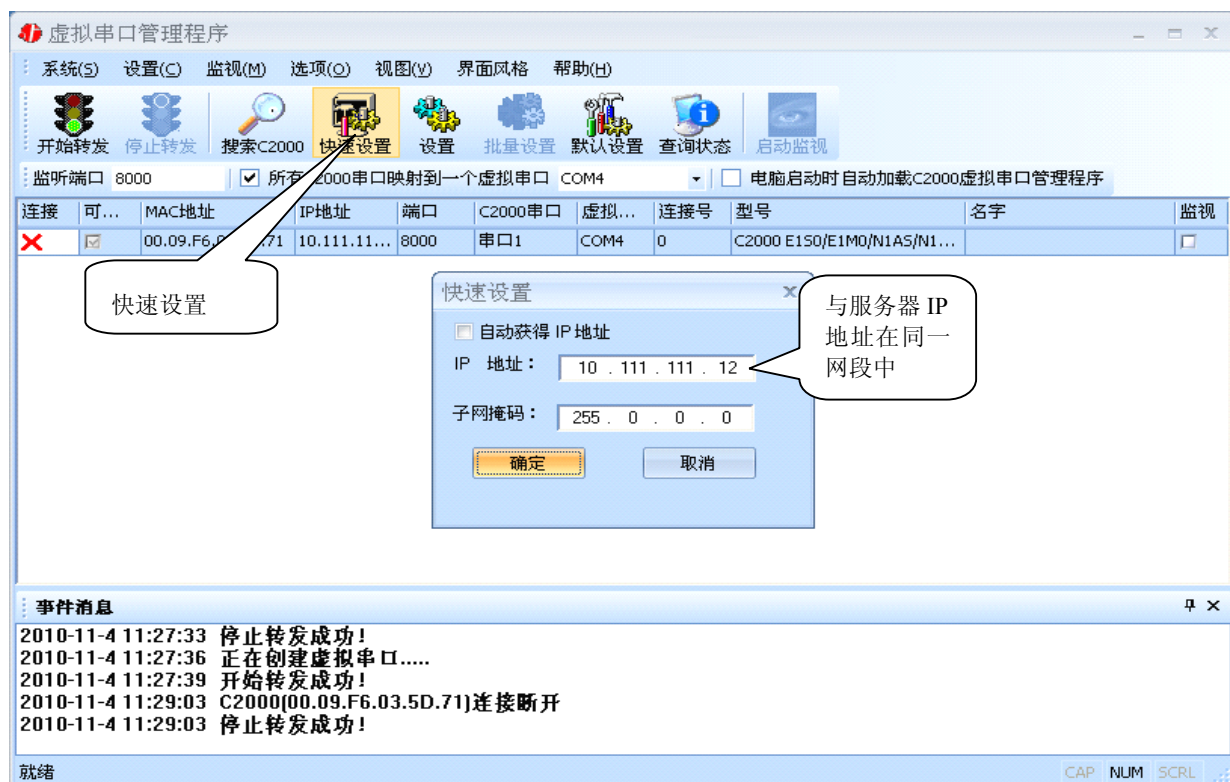 虚拟串口管理程序
系统(S) 设置(C) 监视(M) 选项(O) 视图(V) 界面风格 帮助(H)
开始转发 停止转发 搜索C2000 快速设置 设置 批量设置 默认设置 查询状态 启动监视
监听端口 8000 所有C2000串口映射到一个虚拟串口 COM4 电脑启动时自动加载C2000虚拟串口管理程序
连接 可... MAC地址 IP地址 端口 C2000串口 虚拟... 连接号 型号 名字 监视
00.09.F6.0 .71 10.111.11... 8000 串口1 COM4 0 C2000 E1S0/E1M0/N1AS/N1...
快速设置
快速设置
自动获得 IP 地址
IP 地址： 10 . 111 . 111 . 12
子网掩码： 255 . 0 . 0 . 0
确定 取消
与服务器 IP
地址在同一
网段中
事件消息
2010-11-4 11:27:33 停止转发成功!
2010-11-4 11:27:36 正在创建虚拟串口.....
2010-11-4 11:27:39 开始转发成功!
2010-11-4 11:29:03 C2000(00.09.F6.03.5D.71)连接断开
2010-11-4 11:29:03 停止转发成功!
就绪 CAP NUM SCRL